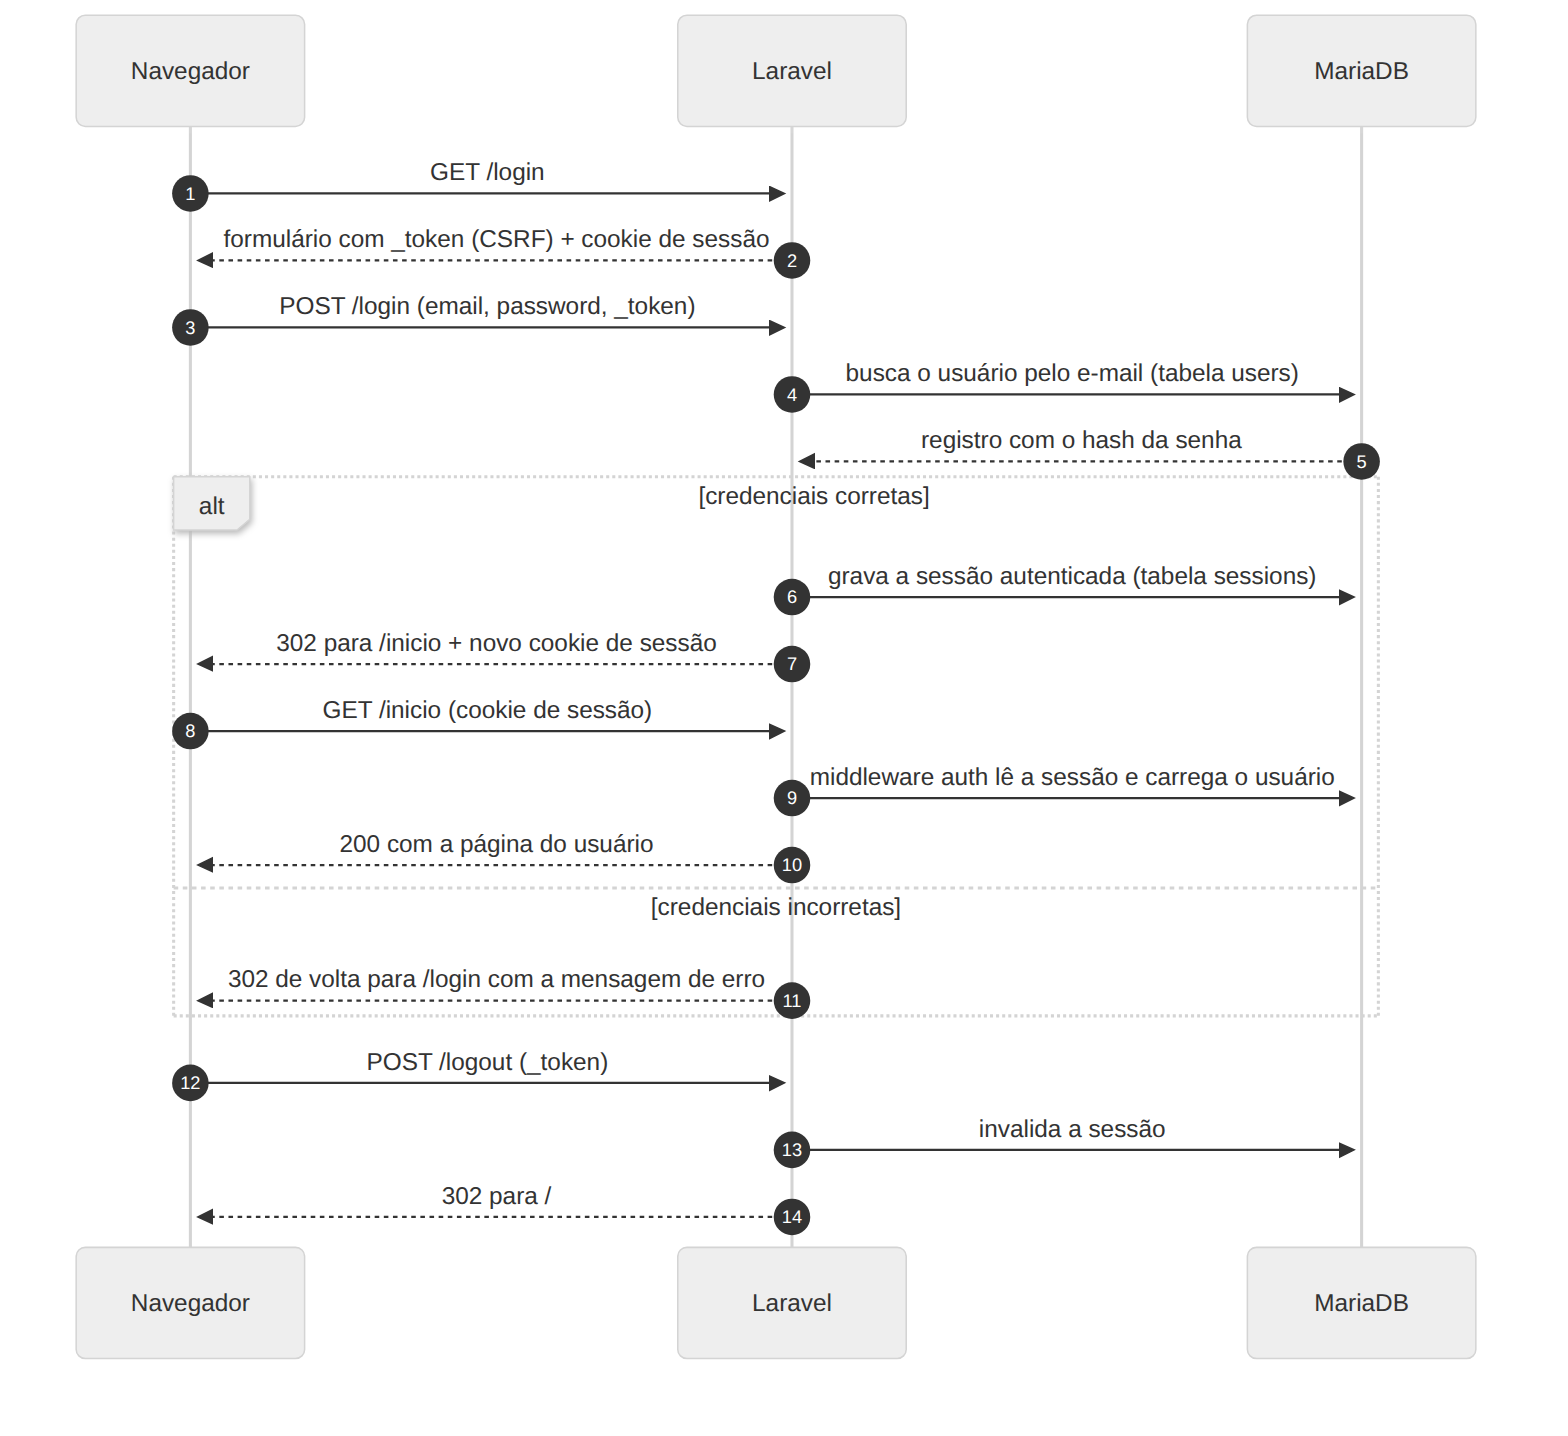 Navegador
Laravel
MariaDB
GET /login
1
formulário com _token (CSRF) + cookie de sessão
2
POST /login (email, password, _token)
3
busca o usuário pelo e-mail (tabela users)
4
registro com o hash da senha
5
alt
[credenciais corretas]
grava a sessão autenticada (tabela sessions)
6
302 para /inicio + novo cookie de sessão
7
GET /inicio (cookie de sessão)
8
middleware auth lê a sessão e carrega o usuário
9
200 com a página do usuário
10
[credenciais incorretas]
302 de volta para /login com a mensagem de erro
11
POST /logout (_token)
12
invalida a sessão
13
302 para /
14
Navegador
Laravel
MariaDB